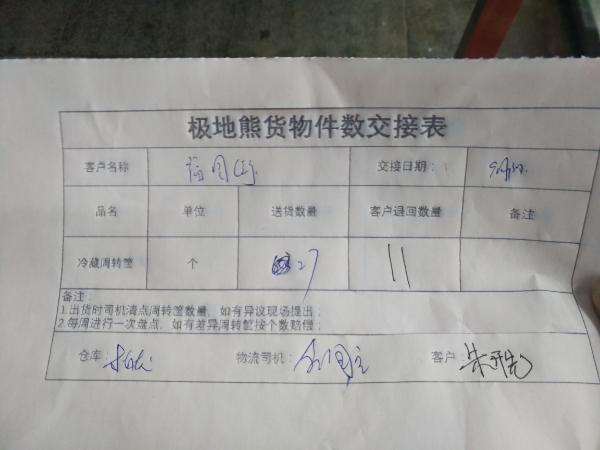 极地熊货物件数交接表
客户名称 交接日期：
品名 单位 送货数量 客户退回数量 备注
冷藏周转筐 个 27 11
备注：
1.出货时司机清点周转筐数量，如有异议现场提出；
2.每周进行一次盘点，如有差异周转筐按个数赔偿；
仓库： 物流司机： 客户：